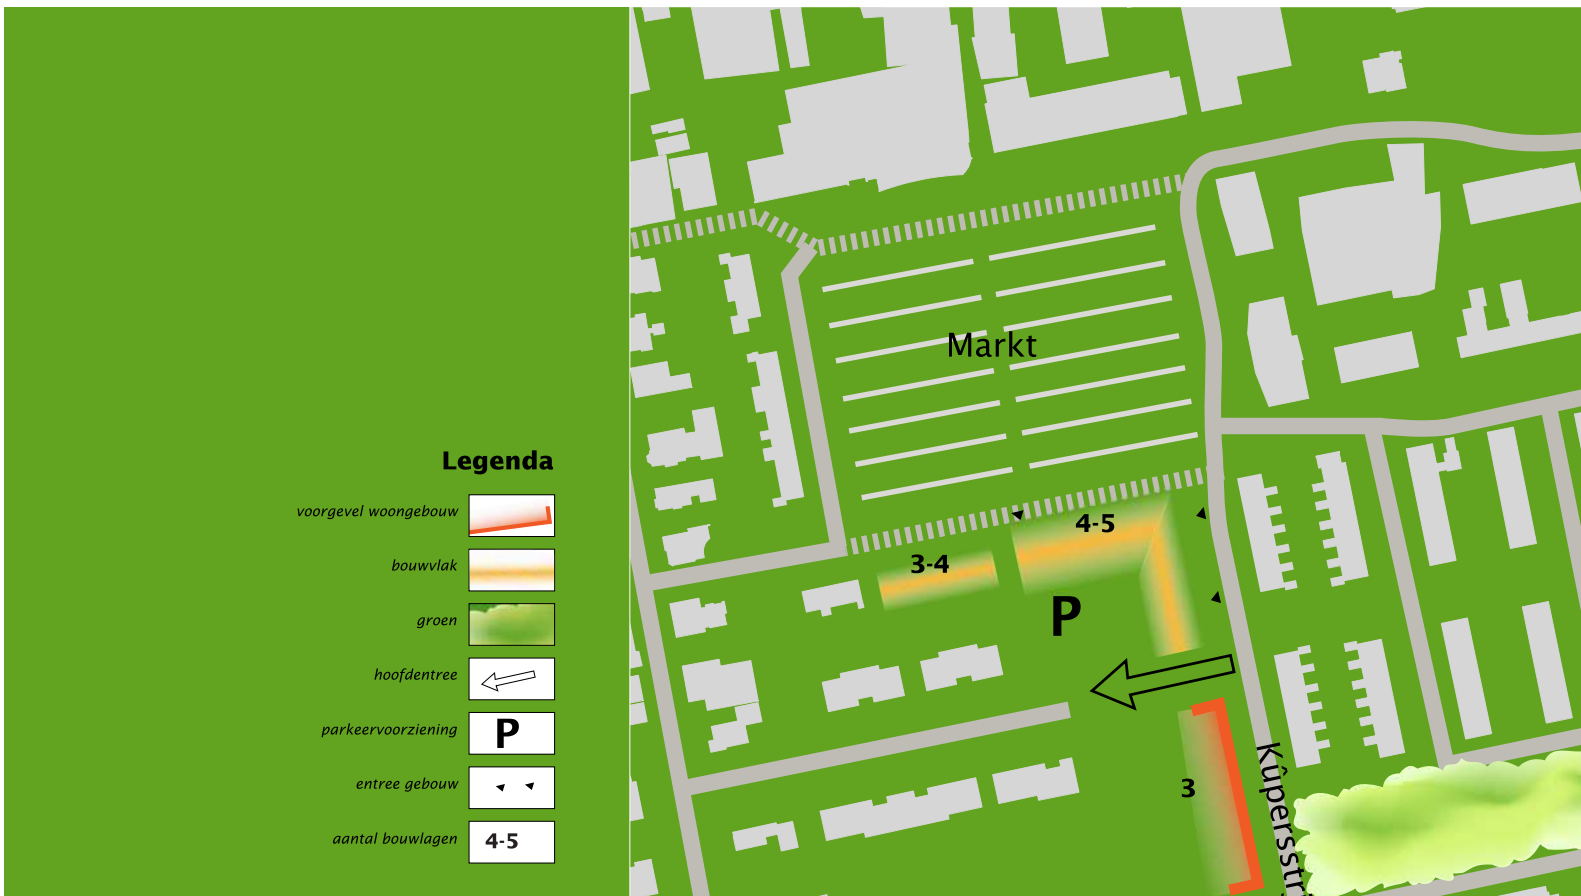 Legenda
voorgevel woongebouw
bouwvlak
groen
hoofdentree
parkeervoorziening
P
entree gebouw
aantal bouwlagen
4-5
Markt
4-5
3-4
P
3
Kûpersstr